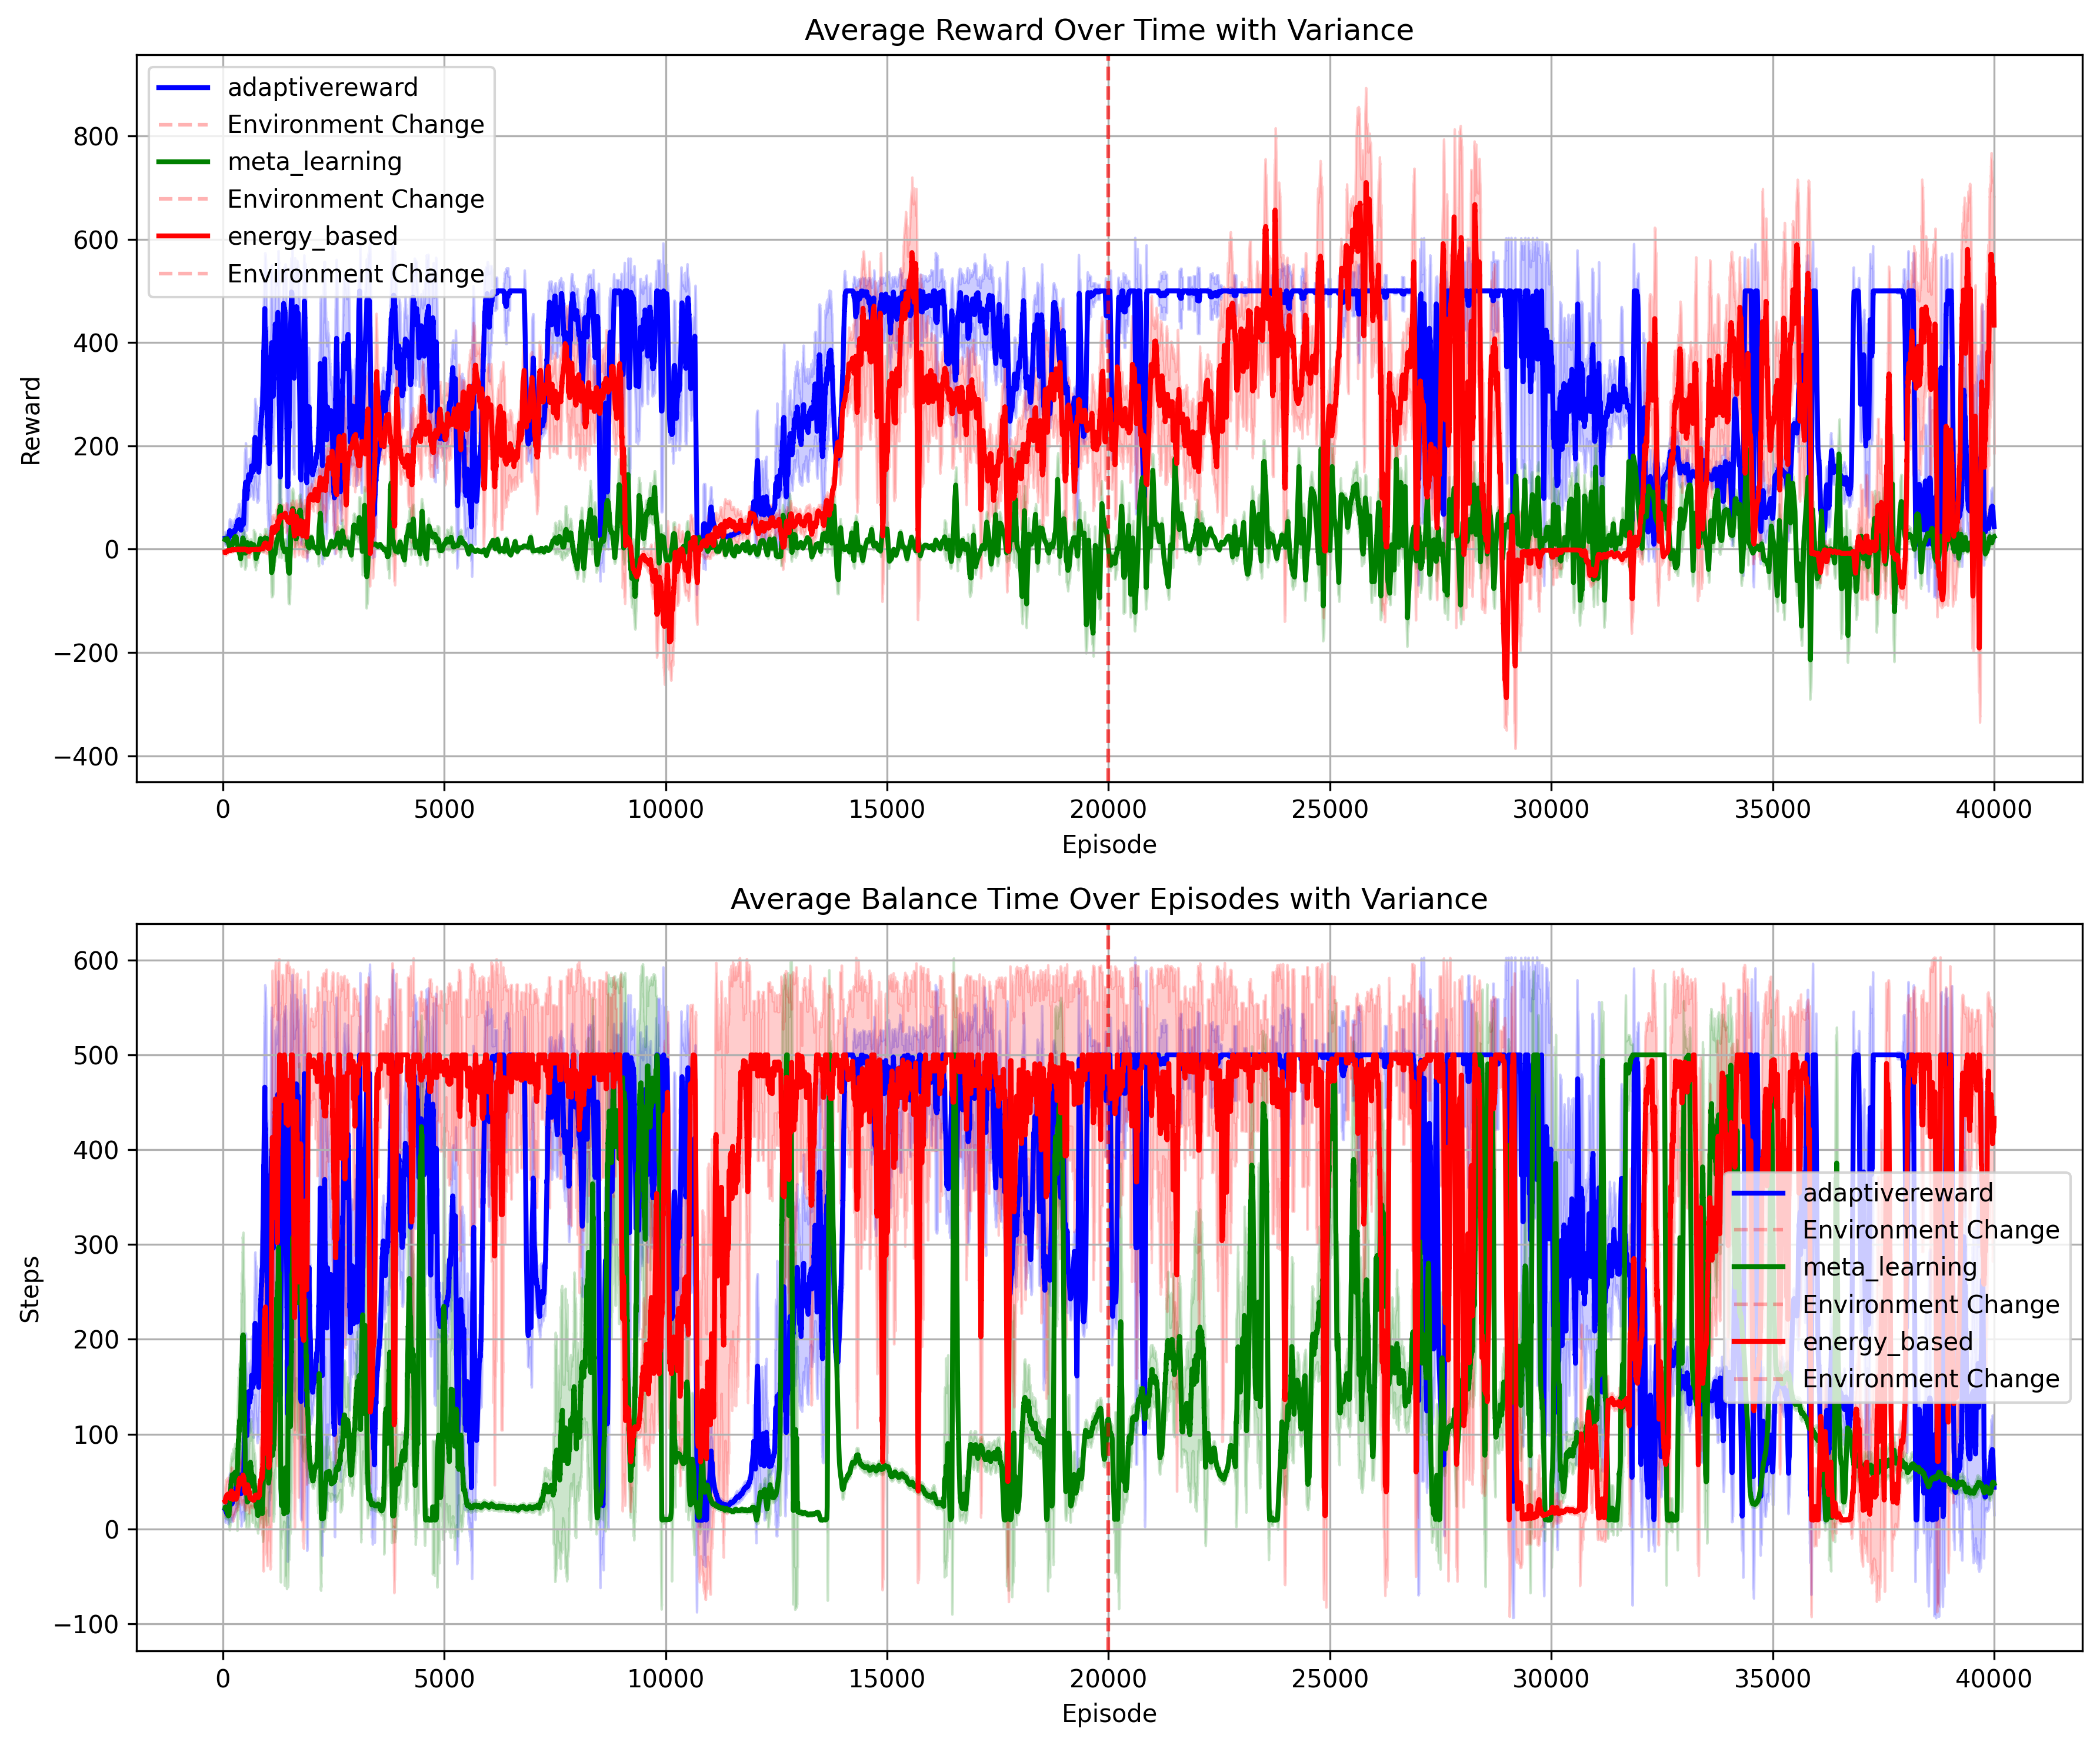 Average Reward Over Time with Variance
adaptivereward
Environment Change
meta_learning
Environment Change
energy_based
Environment Change
Reward
800
600
400
200
0
−200
−400
0 5000 10000 15000 20000 25000 30000 35000 40000
Episode
Average Balance Time Over Episodes with Variance
Steps
600
500
400
300
200
100
0
−100
adaptivereward
Environment Change
meta_learning
Environment Change
energy_based
Environment Change
0 5000 10000 15000 20000 25000 30000 35000 40000
Episode